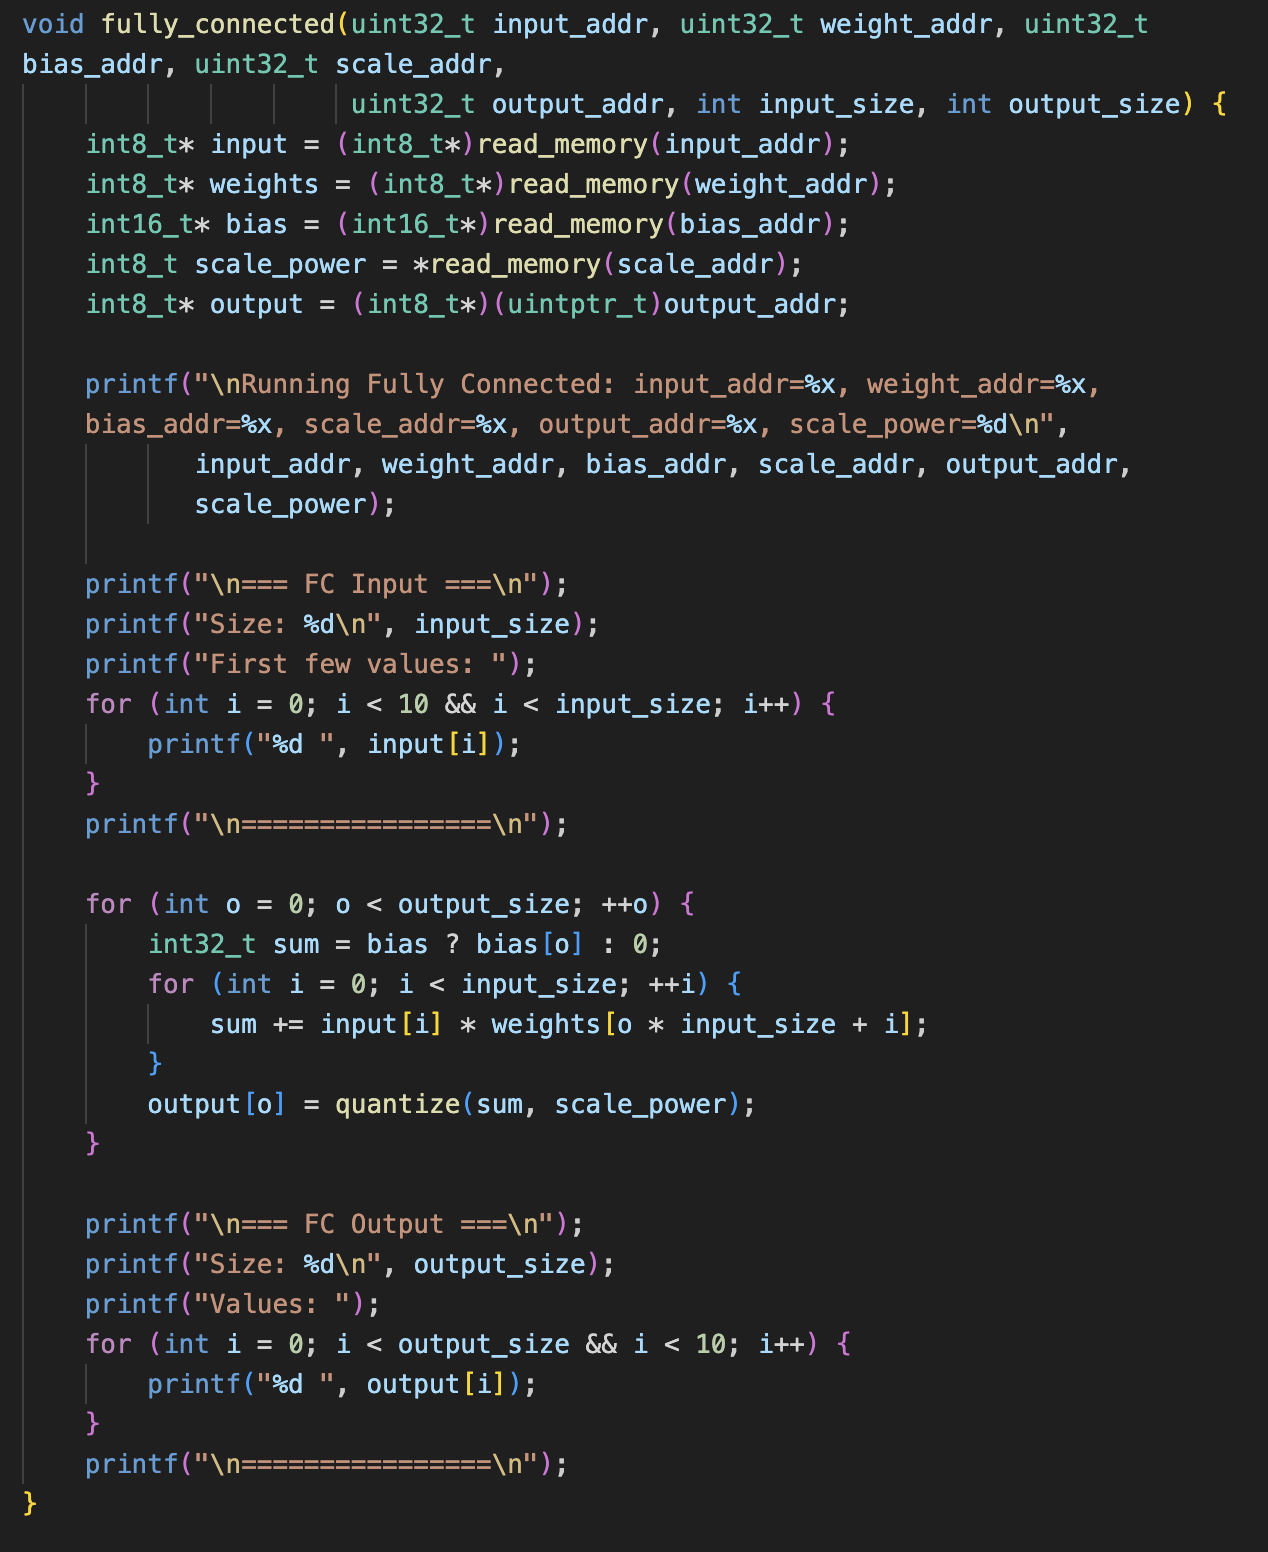 void fully_connected(uint32_t input_addr, uint32_t weight_addr, uint32_t
bias_addr, uint32_t scale_addr,
                     uint32_t output_addr, int input_size, int output_size) {
    int8_t* input = (int8_t*)read_memory(input_addr);
    int8_t* weights = (int8_t*)read_memory(weight_addr);
    int16_t* bias = (int16_t*)read_memory(bias_addr);
    int8_t scale_power = *read_memory(scale_addr);
    int8_t* output = (int8_t*)(uintptr_t)output_addr;

    printf("\nRunning Fully Connected: input_addr=%x, weight_addr=%x,
    bias_addr=%x, scale_addr=%x, output_addr=%x, scale_power=%d\n",
           input_addr, weight_addr, bias_addr, scale_addr, output_addr,
           scale_power);

    printf("\n=== FC Input ===\n");
    printf("Size: %d\n", input_size);
    printf("First few values: ");
    for (int i = 0; i < 10 && i < input_size; i++) {
        printf("%d ", input[i]);
    }
    printf("\n================\n");

    for (int o = 0; o < output_size; ++o) {
        int32_t sum = bias ? bias[o] : 0;
        for (int i = 0; i < input_size; ++i) {
            sum += input[i] * weights[o * input_size + i];
        }
        output[o] = quantize(sum, scale_power);
    }

    printf("\n=== FC Output ===\n");
    printf("Size: %d\n", output_size);
    printf("Values: ");
    for (int i = 0; i < output_size && i < 10; i++) {
        printf("%d ", output[i]);
    }
    printf("\n================\n");
}